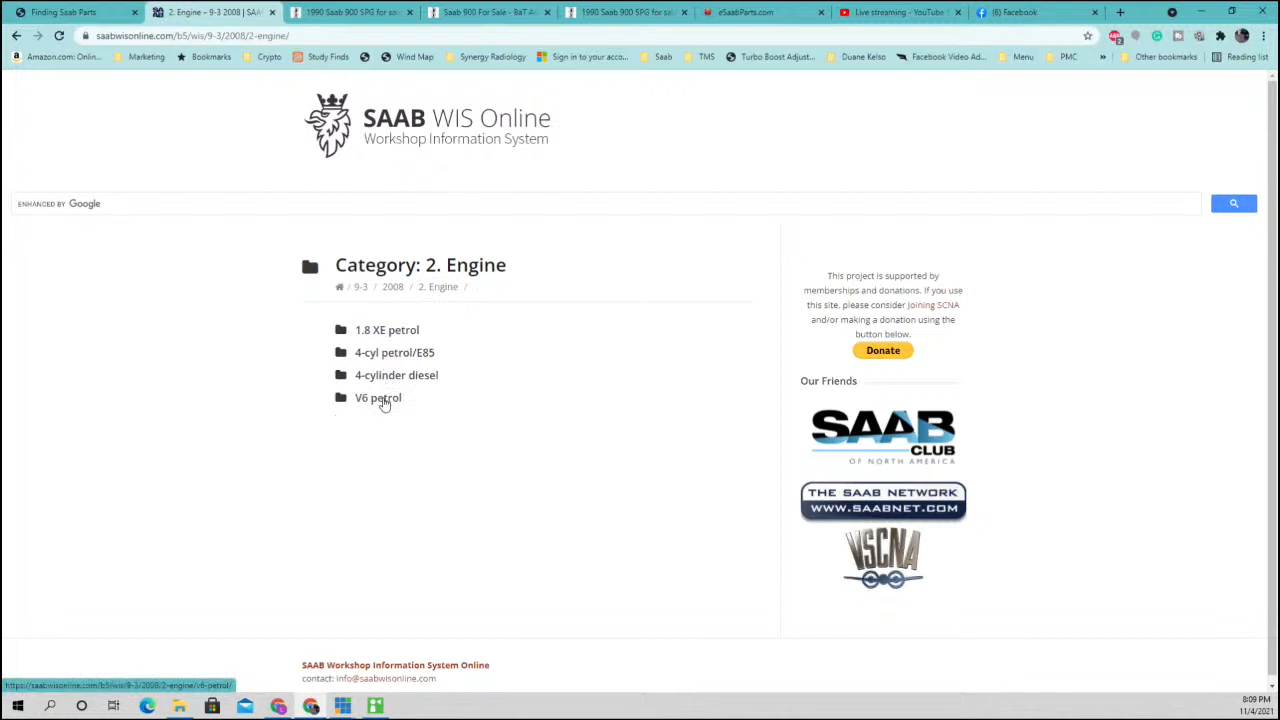 Finding Saab Parts
2. Engine – 9-3 2008 | SAA
1990 Saab 900 SPG for sa
Saab 900 For Sale - BaT A
1990 Saab 900 SPG for sal
eSaabParts.com
Live streaming - YouTube
(6) Facebook
saabwisonline.com/b5/wis/9-3/2008/2-engine/
Amazon.com: Onlin... Marketing Bookmarks Crypto Study Finds Wind Map Synergy Radiology Sign in to your acco... Saab TMS Turbo Boost Adjust... Duane Kelso Facebook Video Ad... Menu PMC » Other bookmarks Reading list
SAAB WIS Online
Workshop Information System
ENHANCED BY Google
Category: 2. Engine
/ 9-3 / 2008 / 2. Engine /
1.8 XE petrol
4-cyl petrol/E85
4-cylinder diesel
V6 petrol
This project is supported by
memberships and donations. If you use
this site, please consider Joining SCNA
and/or making a donation using the
button below.
Donate
Our Friends
SAAB
CLUB
OF NORTH AMERICA
THE SAAB NETWORK
WWW.SAABNET.COM
VSCNA
SAAB Workshop Information System Online
contact: info@saabwisonline.com
https://saabwisonline.com/b5/wis/9-3/2008/2-engine/v6-petrol/
8:09 PM
11/4/2021